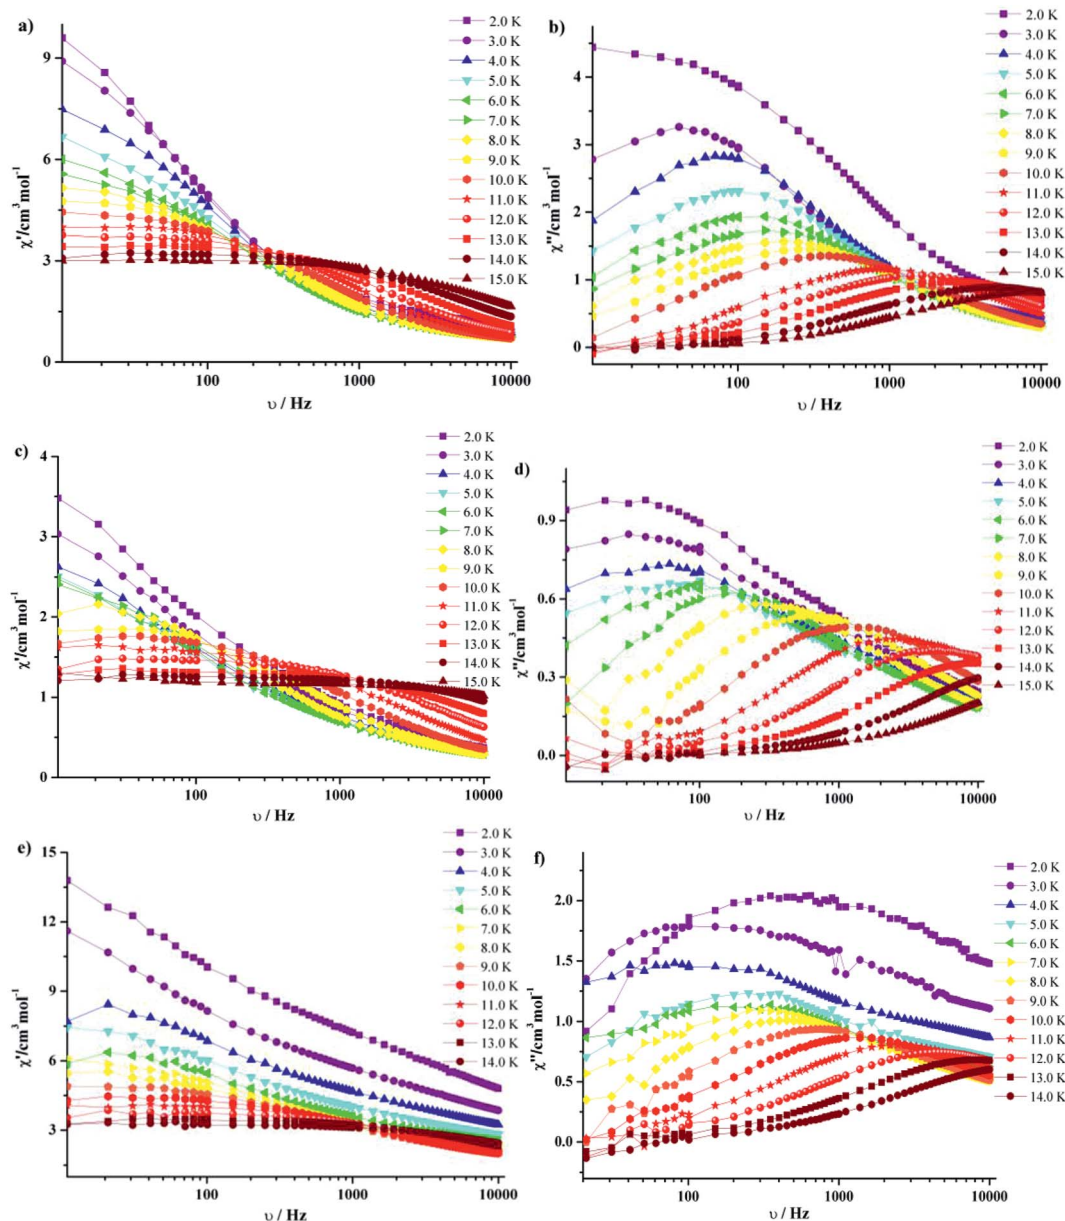 a)
χ'/cm³mol⁻¹
9
6
3
0
100
1000
10000
υ / Hz
2.0 K
3.0 K
4.0 K
5.0 K
6.0 K
7.0 K
8.0 K
9.0 K
10.0 K
11.0 K
12.0 K
13.0 K
14.0 K
15.0 K
b)
χ''/cm³mol⁻¹
4
3
2
1
0
100
1000
10000
υ / Hz
2.0 K
3.0 K
4.0 K
5.0 K
6.0 K
7.0 K
8.0 K
9.0 K
10.0 K
11.0 K
12.0 K
13.0 K
14.0 K
15.0 K
c)
χ'/cm³mol⁻¹
4
3
2
1
0
100
1000
10000
υ / Hz
2.0 K
3.0 K
4.0 K
5.0 K
6.0 K
7.0 K
8.0 K
9.0 K
10.0 K
11.0 K
12.0 K
13.0 K
14.0 K
15.0 K
d)
χ''/cm³mol⁻¹
0.9
0.6
0.3
0.0
100
1000
10000
υ / Hz
2.0 K
3.0 K
4.0 K
5.0 K
6.0 K
7.0 K
8.0 K
9.0 K
10.0 K
11.0 K
12.0 K
13.0 K
14.0 K
15.0 K
e)
χ'/cm³mol⁻¹
15
12
9
6
3
100
1000
10000
υ / Hz
2.0 K
3.0 K
4.0 K
5.0 K
6.0 K
7.0 K
8.0 K
9.0 K
10.0 K
11.0 K
12.0 K
13.0 K
14.0 K
f)
χ''/cm³mol⁻¹
2.0
1.5
1.0
0.5
0.0
100
1000
10000
υ / Hz
2.0 K
3.0 K
4.0 K
5.0 K
6.0 K
7.0 K
8.0 K
9.0 K
10.0 K
11.0 K
12.0 K
13.0 K
14.0 K